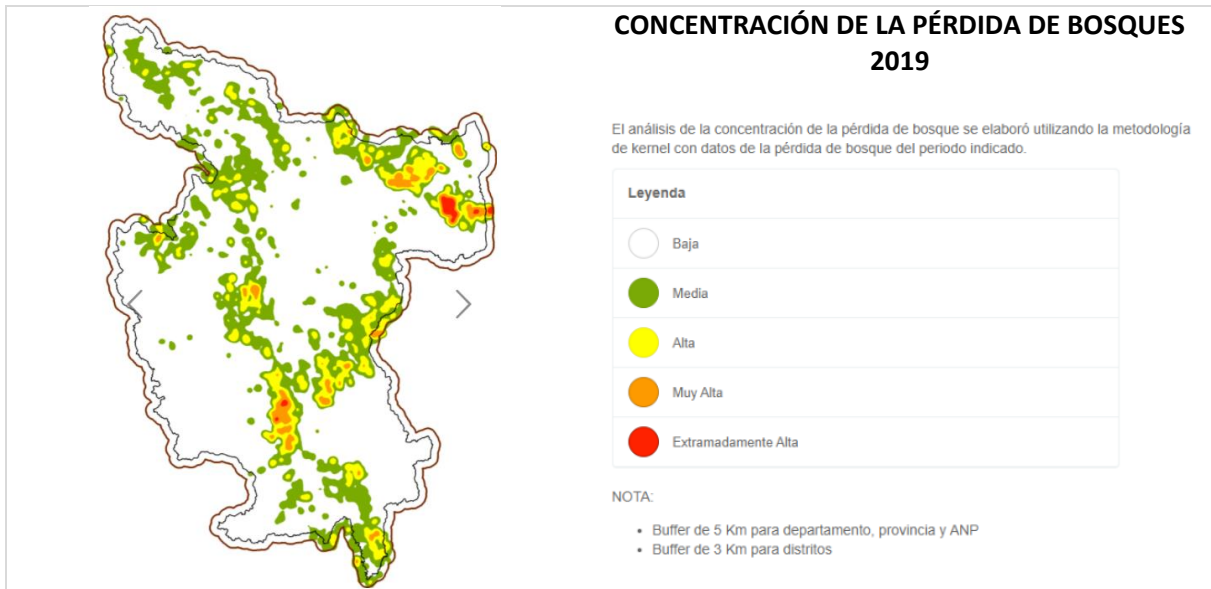 CONCENTRACIÓN DE LA PÉRDIDA DE BOSQUES
2019
El análisis de la concentración de la pérdida de bosque se elaboró utilizando la metodología
de kernel con datos de la pérdida de bosque del periodo indicado.
Leyenda
Baja
Media
Alta
Muy Alta
Extramadamente Alta
NOTA:
• Buffer de 5 Km para departamento, provincia y ANP
• Buffer de 3 Km para distritos